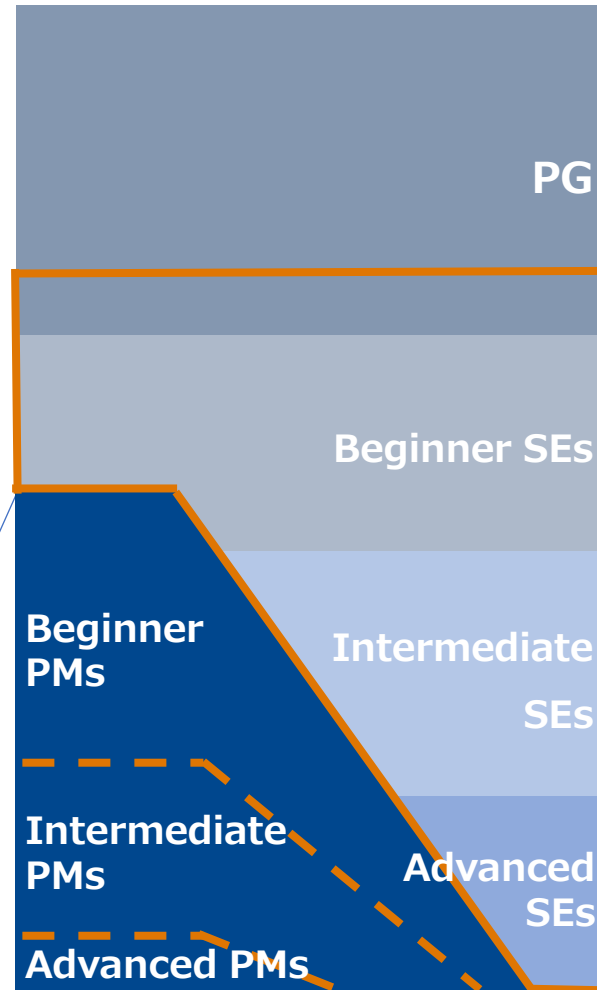 PG
Beginner SEs
Beginner
PMs
Intermediate
SEs
Intermediate
PMs
Advanced
SEs
Advanced PMs